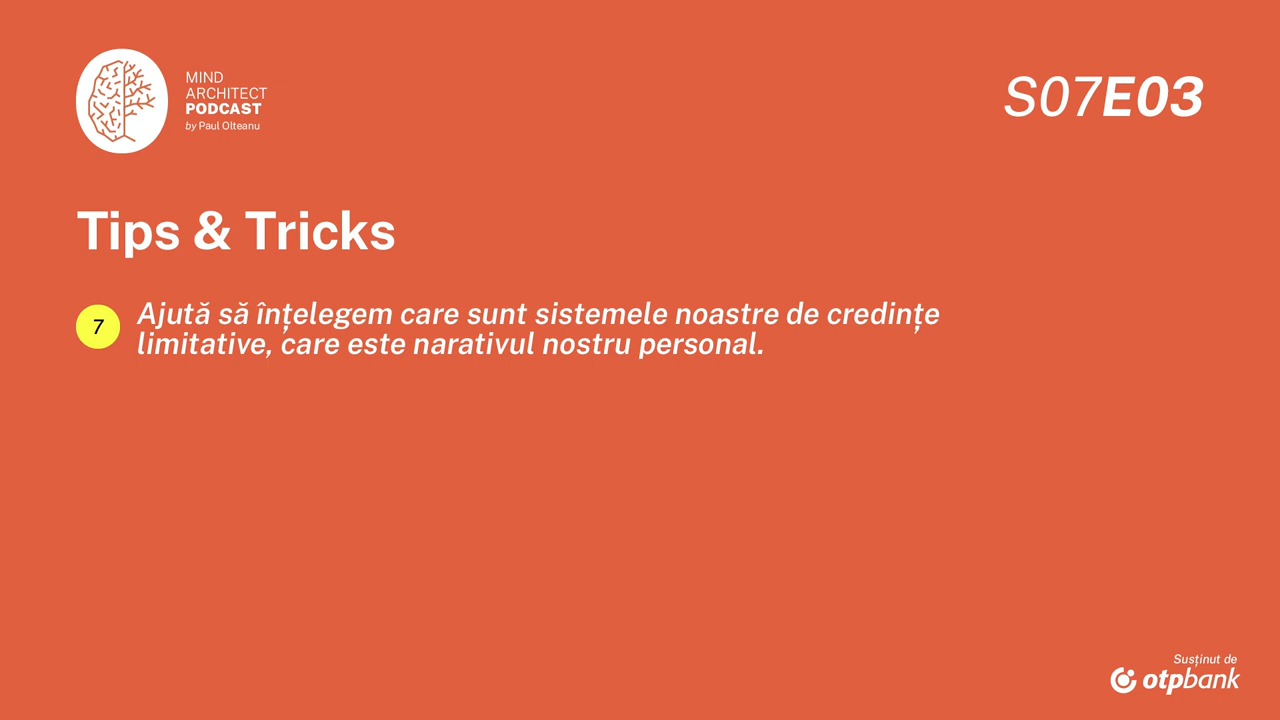 MIND
ARCHITECT
PODCAST
by Paul Olteanu
S07E03
Tips & Tricks
7
Ajută să înțelegem care sunt sistemele noastre de credințe
limitative, care este narativul nostru personal.
Susținut de
otpbank